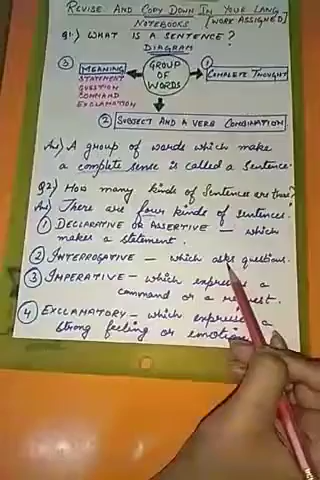 REVISE AND COPY DOWN IN YOUR LANG.
NOTEBOOKS (WORK ASSIGNED)
Q1.) WHAT IS A SENTENCE?
DIAGRAM
③ MEANING
STATEMENT
QUESTION
COMMAND
EXCLAMATION
GROUP OF WORDS
① COMPLETE THOUGHT
② SUBJECT AND A VERB COMBINATION
Ans) A group of words which make
a complete sense is called a Sentence.
Q2) How many kinds of Sentences are there?
Ans) There are four kinds of sentences.
① DECLARATIVE OR ASSERTIVE – which
makes a statement.
② INTERROGATIVE – which asks questions.
③ IMPERATIVE – which expresses a
command or a request.
④ EXCLAMATORY – which expresses a
strong feeling or emotion